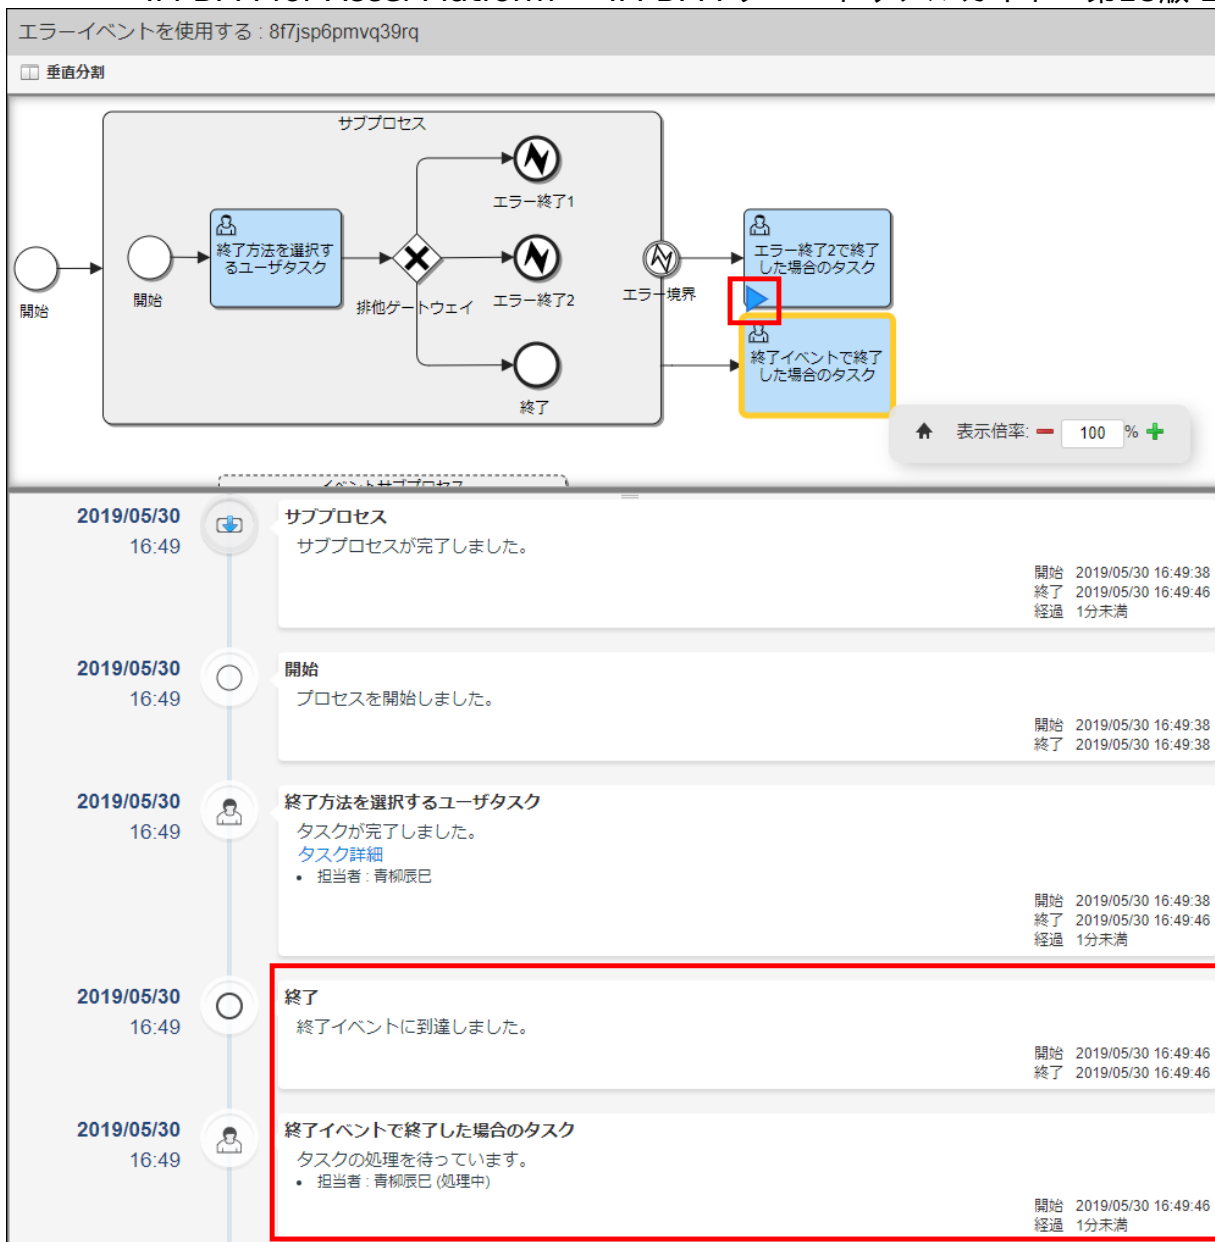 エラーイベントを使用する : 8f7jsp6pmvq39rq
垂直分割
サブプロセス
エラー終了1
終了方法を選択す
るユーザタスク
エラー終了2で終了
した場合のタスク
開始
開始
排他ゲートウェイ
エラー終了2
エラー境界
終了イベントで終了
した場合のタスク
終了
表示倍率: 100 %
イベントサブプロセス
2019/05/30
16:49
サブプロセス
サブプロセスが完了しました。
開始 2019/05/30 16:49:38
終了 2019/05/30 16:49:46
経過 1分未満
2019/05/30
16:49
開始
プロセスを開始しました。
開始 2019/05/30 16:49:38
終了 2019/05/30 16:49:38
2019/05/30
16:49
終了方法を選択するユーザタスク
タスクが完了しました。
タスク詳細
• 担当者 : 青柳辰巳
開始 2019/05/30 16:49:38
終了 2019/05/30 16:49:46
経過 1分未満
2019/05/30
16:49
終了
終了イベントに到達しました。
開始 2019/05/30 16:49:46
終了 2019/05/30 16:49:46
2019/05/30
16:49
終了イベントで終了した場合のタスク
タスクの処理を待っています。
• 担当者 : 青柳辰巳 (処理中)
開始 2019/05/30 16:49:46
経過 1分未満